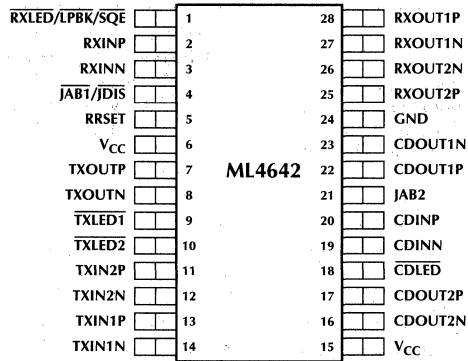 RXLED/LPBK/SQE 1 28 RXOUT1P
RXINP 2 27 RXOUT1N
RXINN 3 26 RXOUT2N
JAB1/JDIS 4 25 RXOUT2P
RRSET 5 24 GND
VCC 6 23 CDOUT1N
TXOUTP 7 ML4642 22 CDOUT1P
TXOUTN 8 21 JAB2
TXLED1 9 20 CDINP
TXLED2 10 19 CDINN
TXIN2P 11 18 CDLED
TXIN2N 12 17 CDOUT2P
TXIN1P 13 16 CDOUT2N
TXIN1N 14 15 VCC